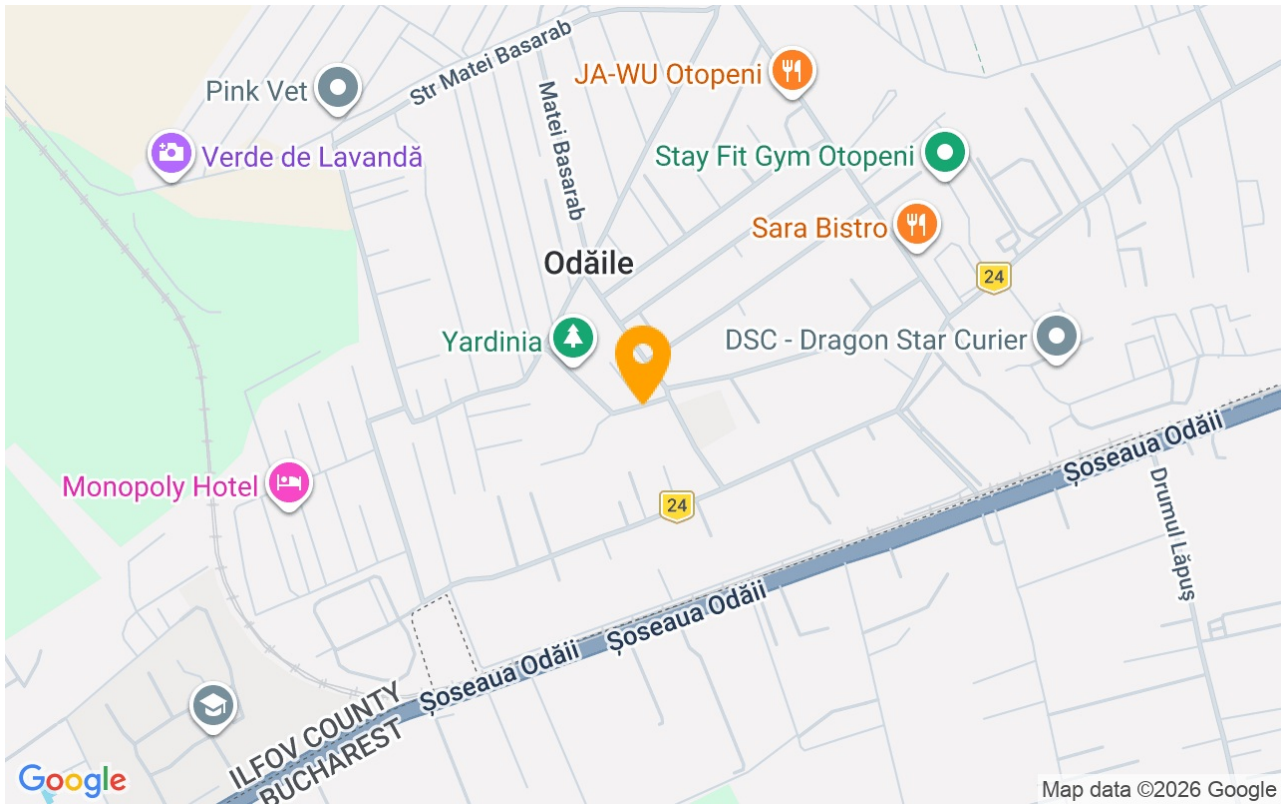 Str Matei Basarab
JA-WU Otopeni
Pink Vet
Matei Basarab
Verde de Lavandă
Stay Fit Gym Otopeni
Sara Bistro
Odăile
24
Yardinia
DSC - Dragon Star Curier
Șoseaua Odăii
Monopoly Hotel
24
Drumul Lăpuș
Șoseaua Odăii
Șoseaua Odăii
ILFOV COUNTY
BUCHAREST
Google
Map data ©2026 Google